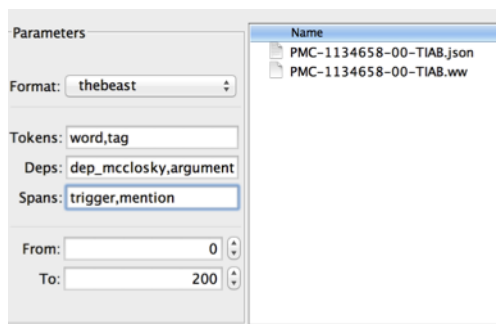 Parameters
Format: thebeast
Tokens: word,tag
Deps: dep_mcclosky,argument
Spans: trigger,mention
From: 0
To: 200
Name
PMC-1134658-00-TIAB.json
PMC-1134658-00-TIAB.ww